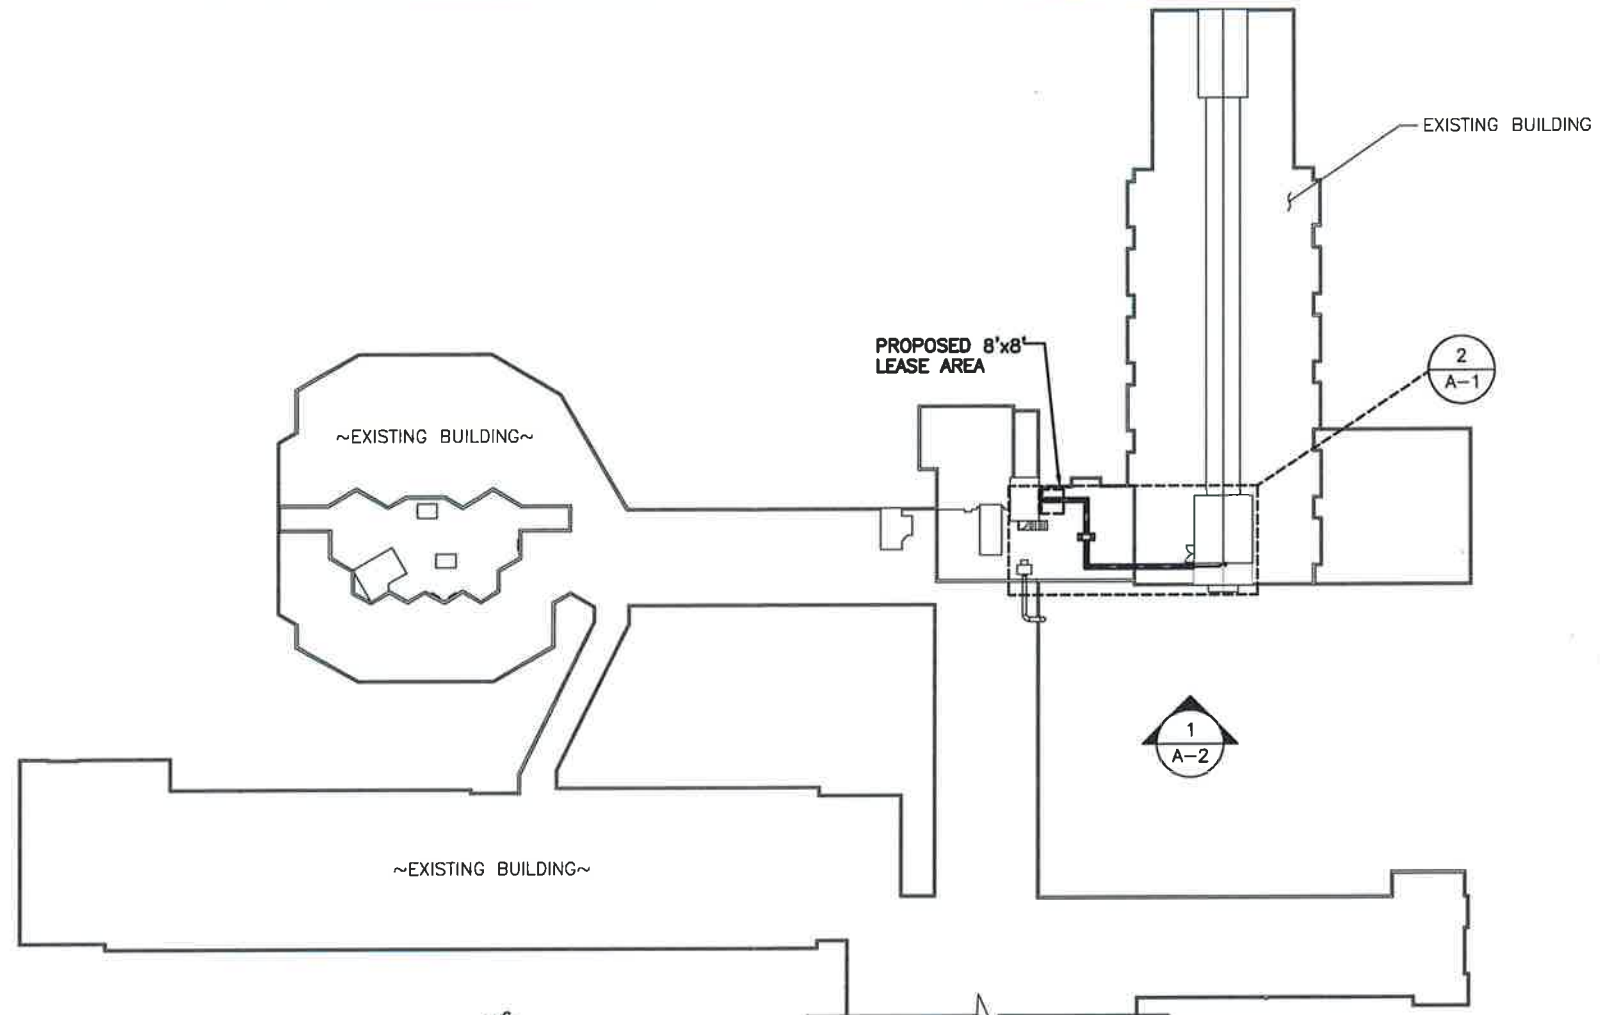 EXISTING BUILDING
PROPOSED 8'x8'
LEASE AREA
2
A-1
~EXISTING BUILDING~
1
A-2
~EXISTING BUILDING~